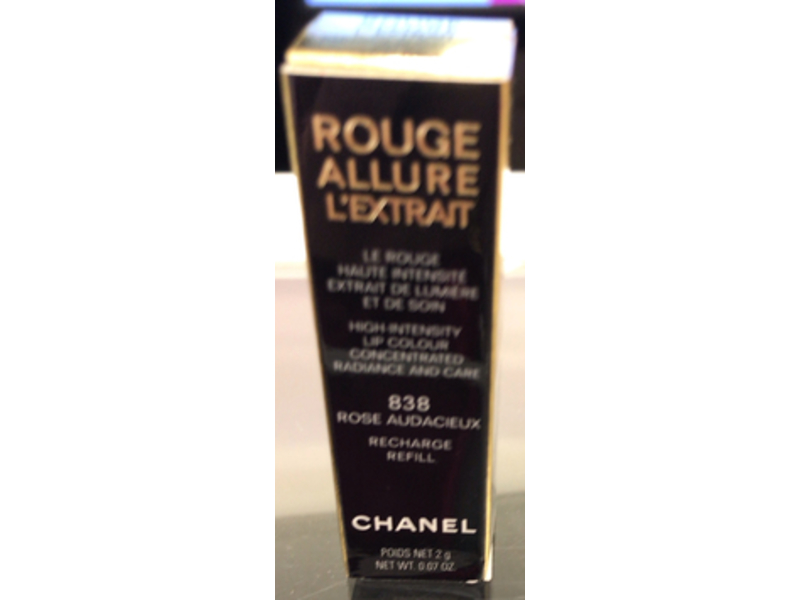 ROUGE
ALLURE
L'EXTRAIT
LE ROUGE
HAUTE INTENSITÉ
EXTRAIT DE LUMIÈRE
ET DE SOIN
HIGH-INTENSITY
LIP COLOUR
CONCENTRATED
RADIANCE AND CARE
838
ROSE AUDACIEUX
RECHARGE
REFILL
CHANEL
POIDS NET 2 g
NET WT. 0.07 OZ.